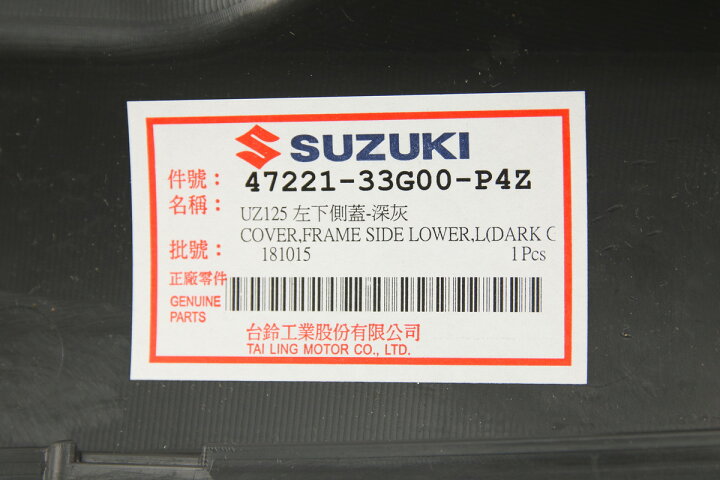 SUZUKI
件號： 47221-33G00-P4Z
名稱： UZ125 左下側蓋-深灰
COVER,FRAME SIDE LOWER,L(DARK
批號： 181015 1 Pcs
正廠零件
GENUINE
PARTS
台鈴工業股份有限公司
TAI LING MOTOR CO., LTD.